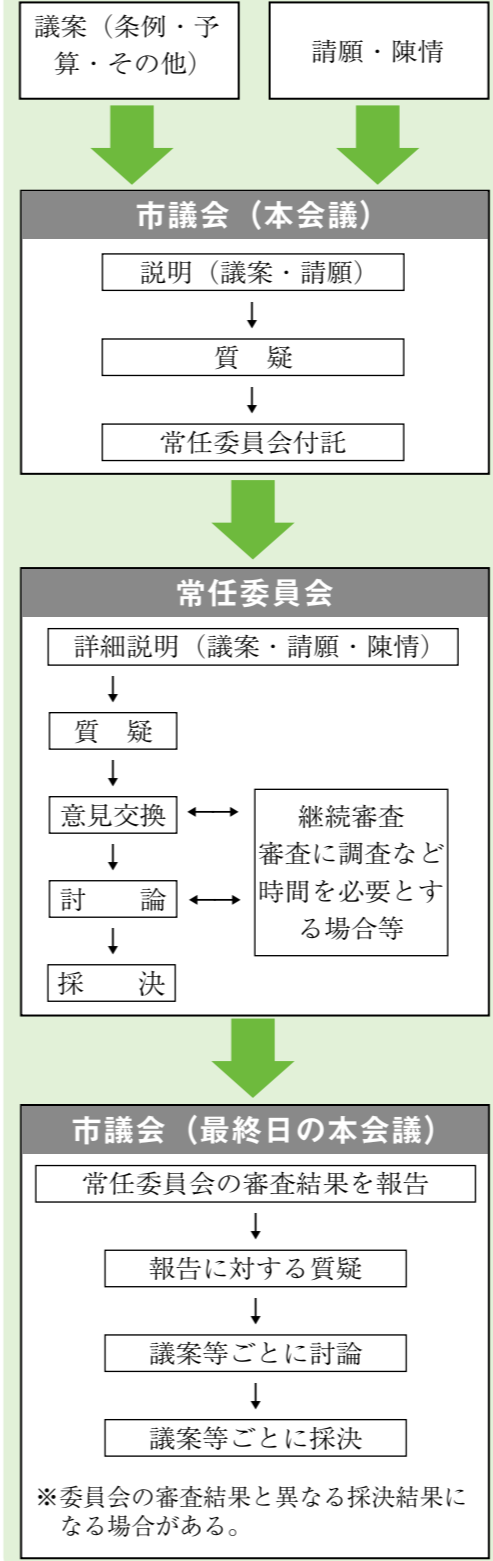 議案（条例・予
算・その他）
請願・陳情
市議会（本会議）
説明（議案・請願）
↓
質　疑
↓
常任委員会付託
常任委員会
詳細説明（議案・請願・陳情）
↓
質　疑
↓
意見交換
↓
討　　論
↓
採　　決
継続審査
審査に調査など
時間を必要とす
る場合等
市議会（最終日の本会議）
常任委員会の審査結果を報告
↓
報告に対する質疑
↓
議案等ごとに討論
↓
議案等ごとに採決
※委員会の審査結果と異なる採決結果に
なる場合がある。